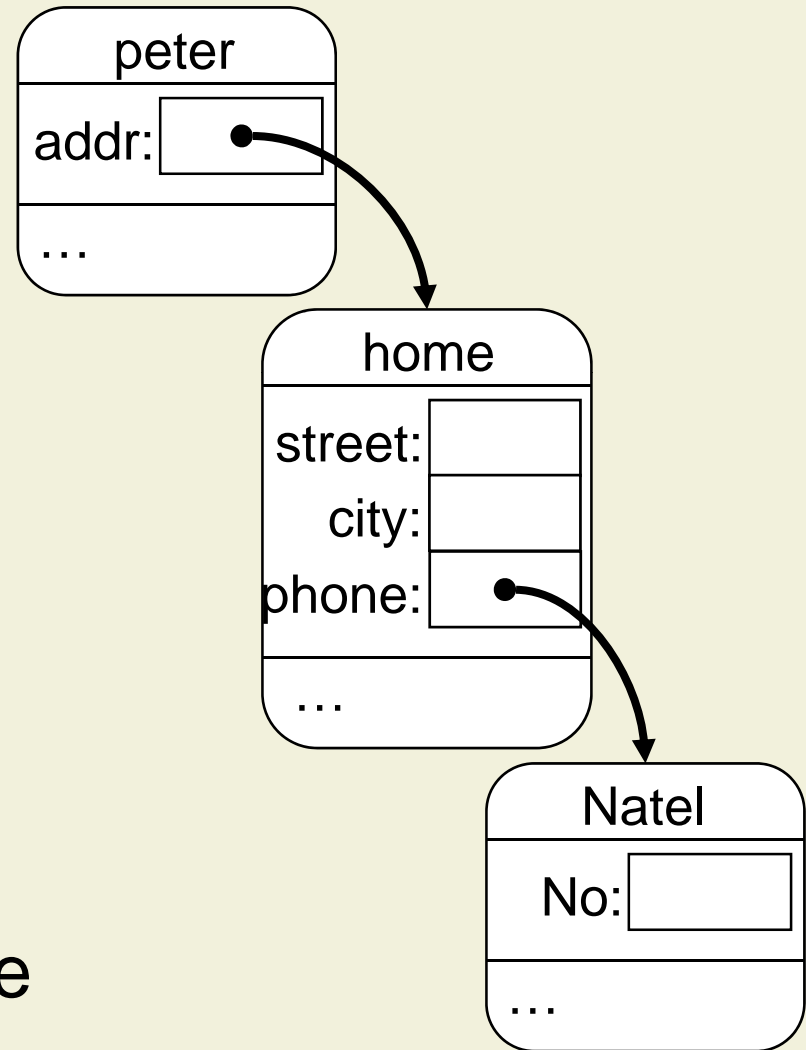 peter
addr:
…
home
street:
city:
phone:
…
Natel
No:
…
e